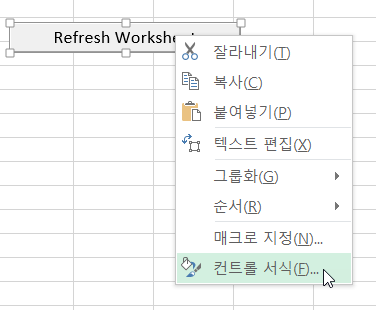 Refresh Worksheet
잘라내기(T)
복사(C)
붙여넣기(P)
텍스트 편집(X)
그룹화(G)
순서(R)
매크로 지정(N)...
컨트롤 서식(F)...